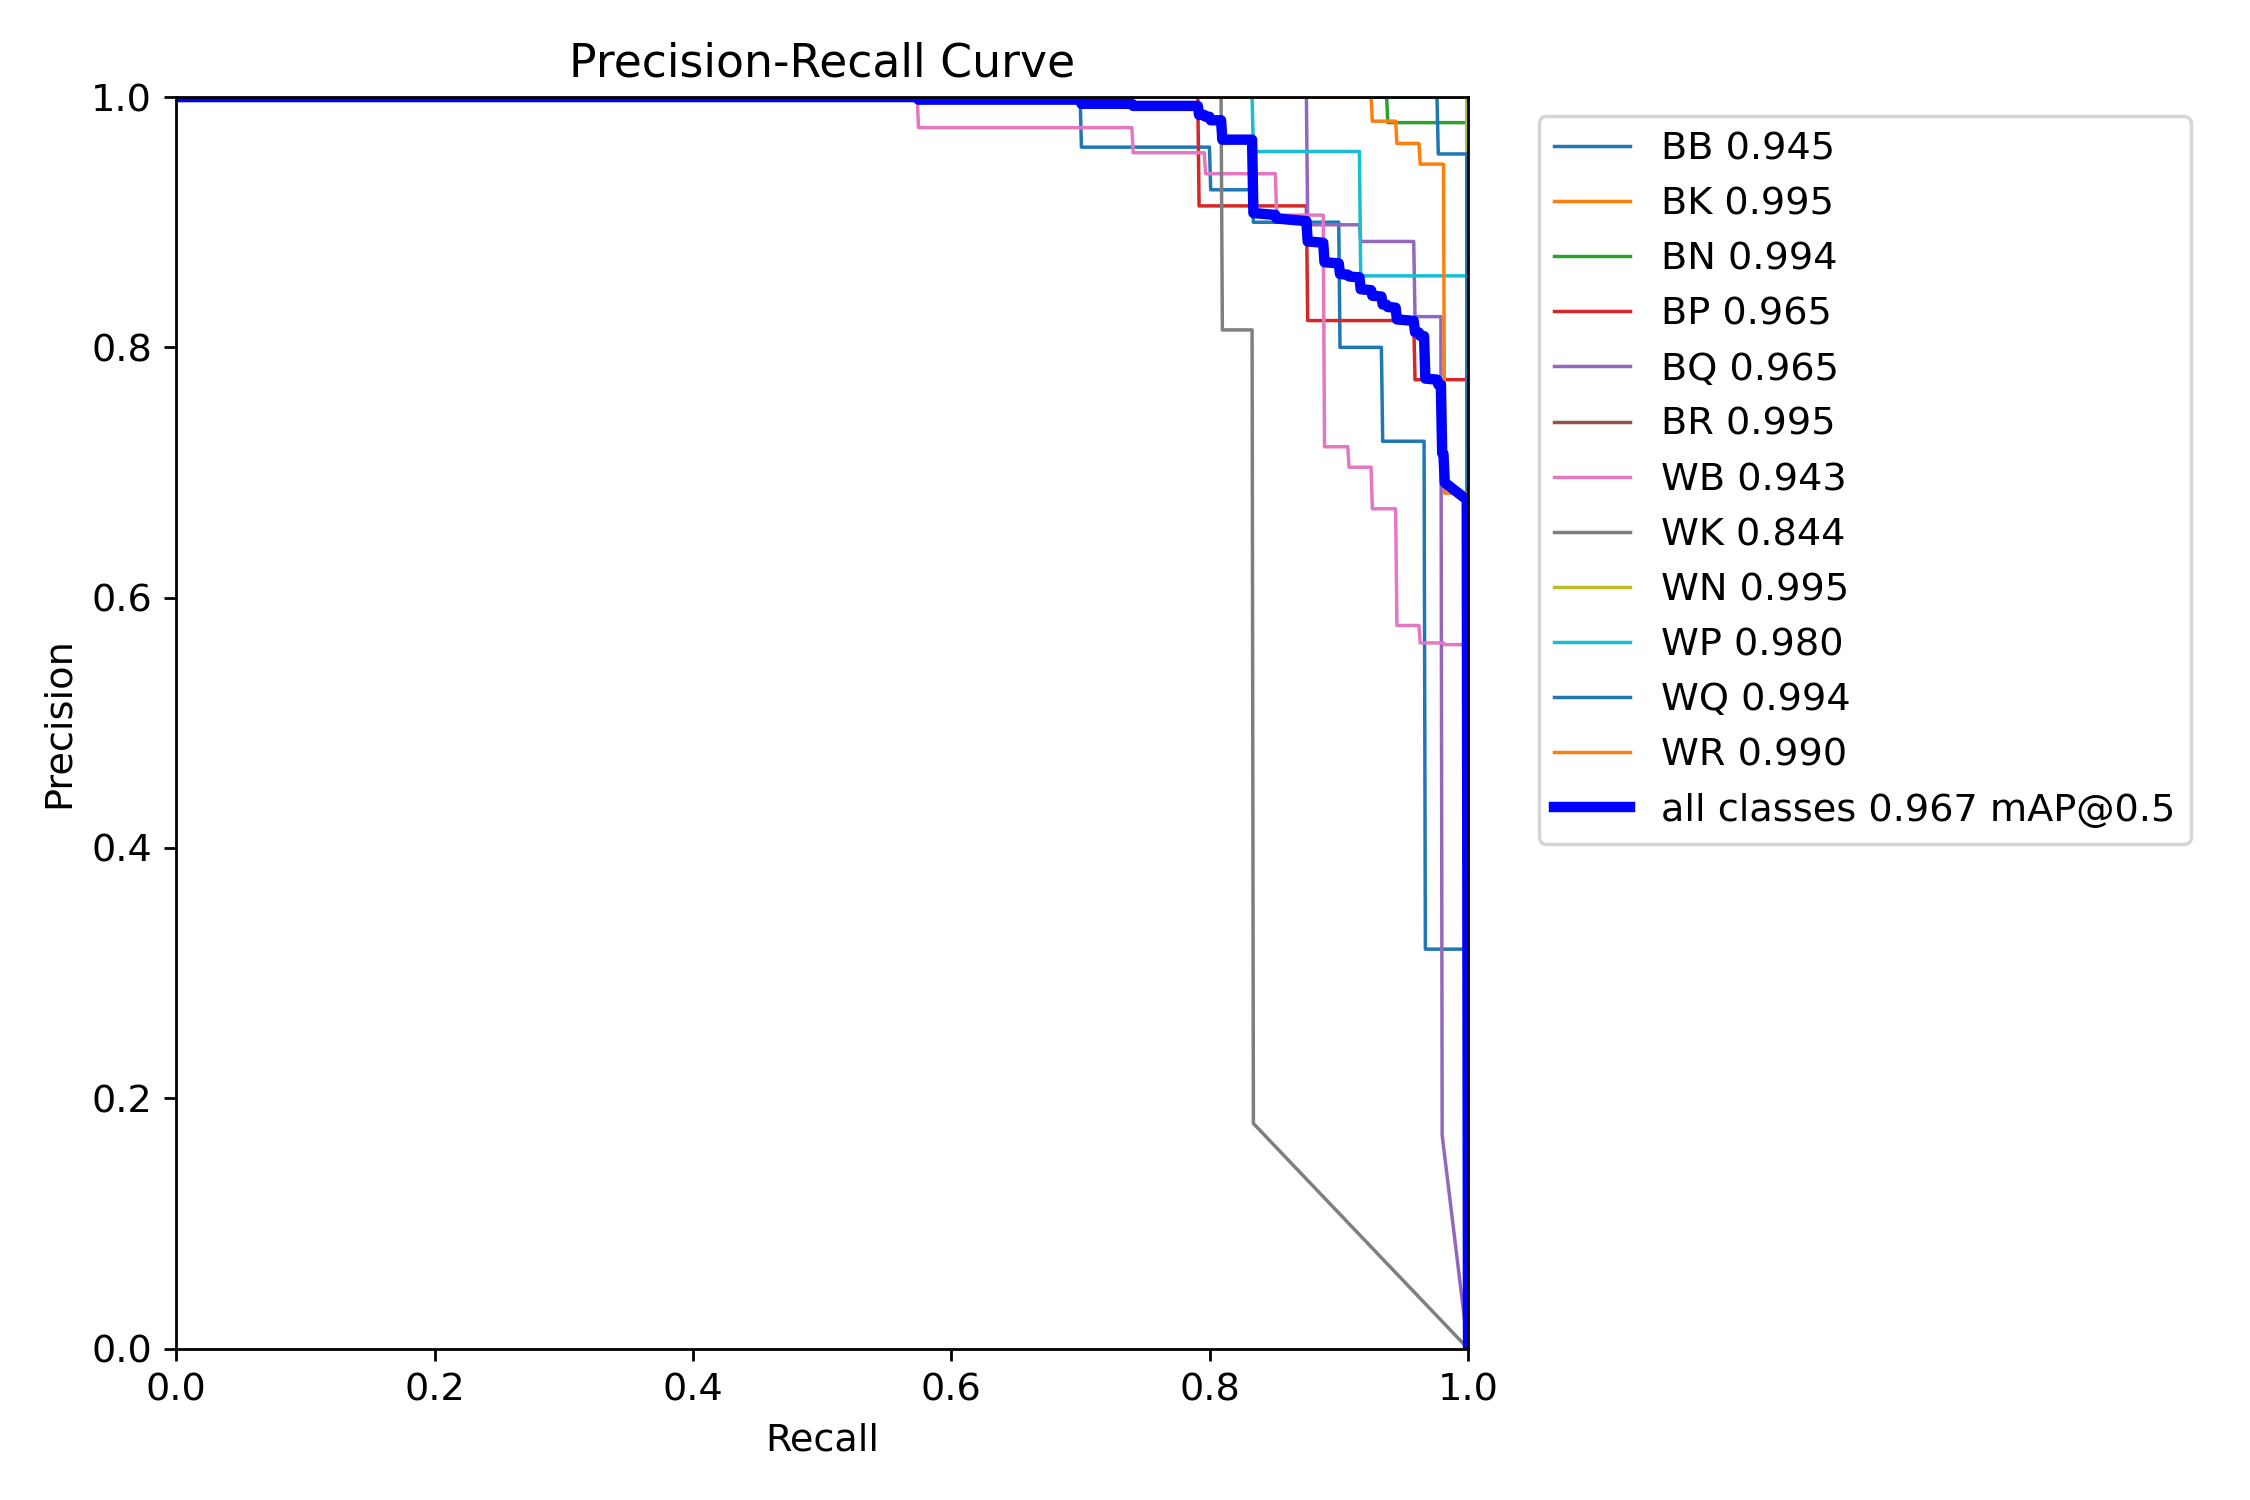 Precision-Recall Curve
1.0
0.8
0.6
0.4
0.2
0.0
Precision
0.0 0.2 0.4 0.6 0.8 1.0
Recall
BB 0.945
BK 0.995
BN 0.994
BP 0.965
BQ 0.965
BR 0.995
WB 0.943
WK 0.844
WN 0.995
WP 0.980
WQ 0.994
WR 0.990
all classes 0.967 mAP@0.5